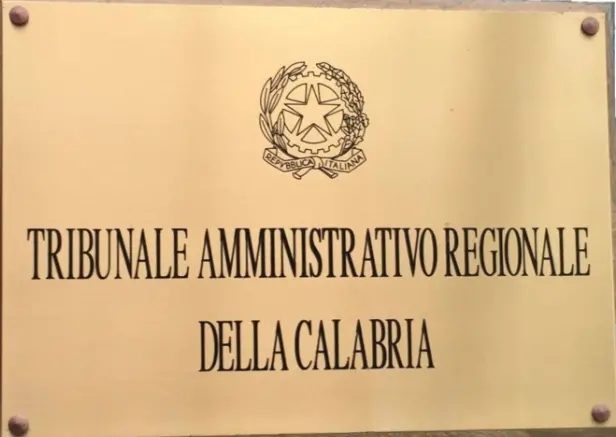 REPVBBLICA ITALIANA
TRIBUNALE AMMINISTRATIVO REGIONALE
DELLA CALABRIA